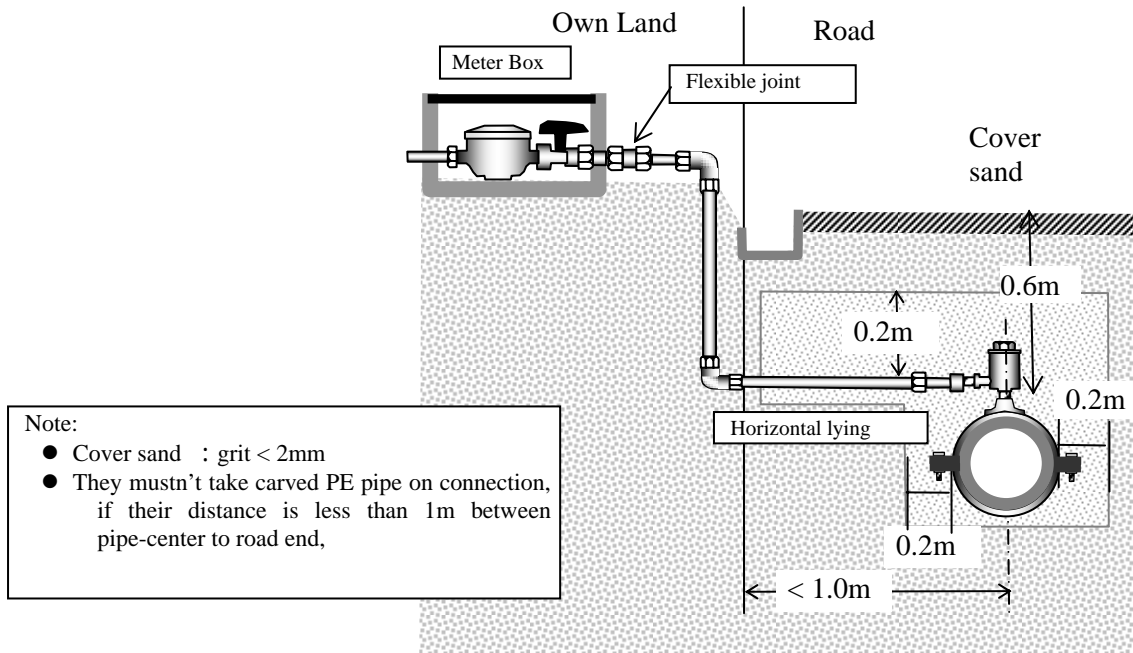 Own Land
Road
Meter Box
Flexible joint
Cover
sand
0.6m
0.2m
0.2m
Horizontal lying
0.2m
< 1.0m
Note:
● Cover sand : grit < 2mm
● They mustn't take carved PE pipe on connection,
if their distance is less than 1m between
pipe-center to road end,